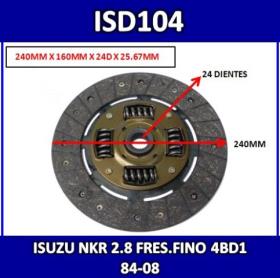 ISD104
240MM X 160MM X 24D X 25.67MM
24 DIENTES
240MM
ISUZU NKR 2.8 FRES.FINO 4BD1
84-08